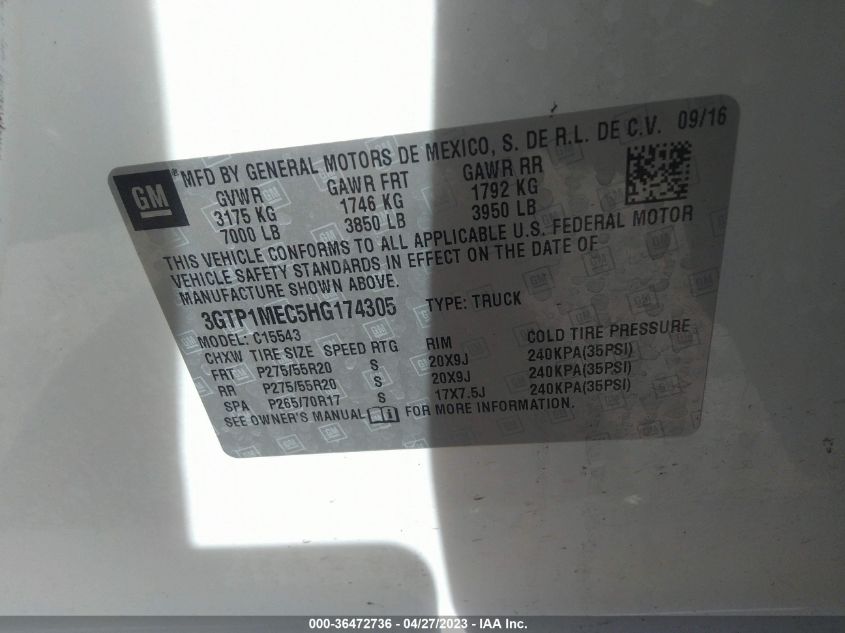 GM
® MFD BY GENERAL MOTORS DE MEXICO, S. DE R.L. DE C.V. 09/16
GVWR GAWR FRT GAWR RR
3175 KG 1746 KG 1792 KG
7000 LB 3850 LB 3950 LB
THIS VEHICLE CONFORMS TO ALL APPLICABLE U.S. FEDERAL MOTOR
VEHICLE SAFETY STANDARDS IN EFFECT ON THE DATE OF
MANUFACTURE SHOWN ABOVE.
3GTP1MEC5HG174305 TYPE: TRUCK
MODEL: C15543
CHXW TIRE SIZE SPEED RTG RIM COLD TIRE PRESSURE
FRT P275/55R20 S 20X9J 240KPA(35PSI)
RR P275/55R20 S 20X9J 240KPA(35PSI)
SPA P265/70R17 S 17X7.5J 240KPA(35PSI)
SEE OWNER'S MANUAL FOR MORE INFORMATION.
000-36472736 - 04/27/2023 - IAA Inc.